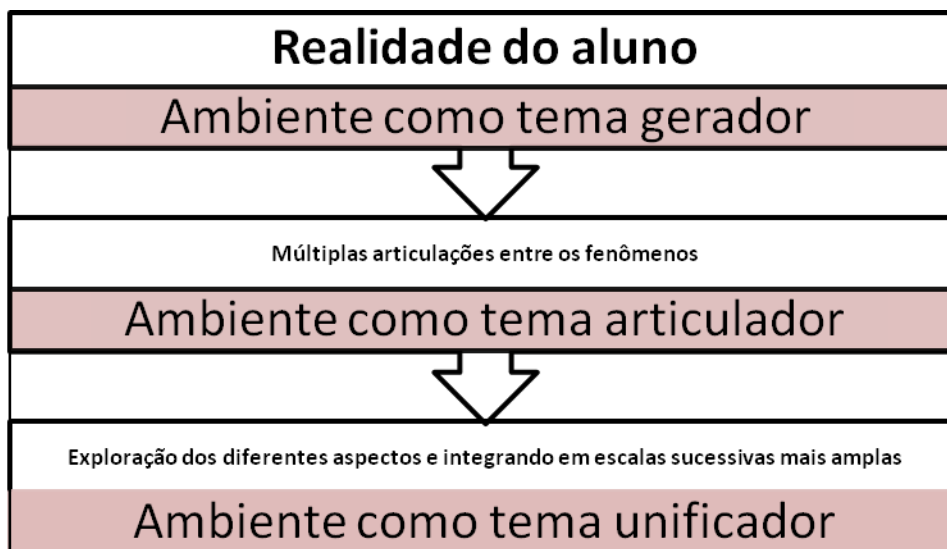 Realidade do aluno
Ambiente como tema gerador
Múltiplas articulações entre os fenômenos
Ambiente como tema articulador
Exploração dos diferentes aspectos e integrando em escalas sucessivas mais amplas
Ambiente como tema unificador